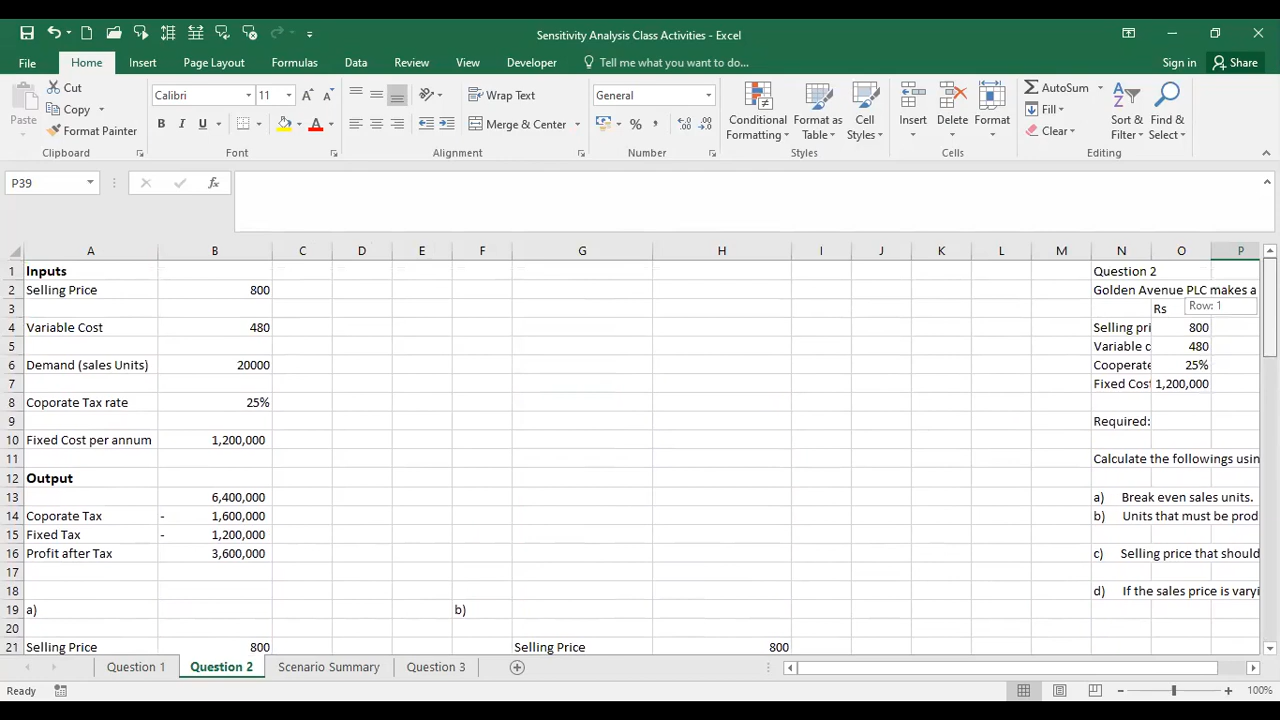 Sensitivity Analysis Class Activities - Excel
File Home Insert Page Layout Formulas Data Review View Developer Tell me what you want to do... Sign in Share
Paste
Cut
Copy
Format Painter
Clipboard
Calibri 11
B I U
Font
Wrap Text
Merge & Center
Alignment
General
Number
Conditional Formatting
Format as Table
Cell Styles
Styles
Insert Delete Format
Cells
AutoSum
Fill
Clear
Sort & Filter
Find & Select
Editing
P39 fx
A B C D E F G H I J K L M N O P
1 Inputs Question 2
2 Selling Price 800 Golden Avenue PLC makes a
3 Rs Row: 1
4 Variable Cost 480 Selling pri 800
5 Variable c 480
6 Demand (sales Units) 20000 Cooperate 25%
7 Fixed Cost 1,200,000
8 Coporate Tax rate 25%
9 Required:
10 Fixed Cost per annum 1,200,000
11 Calculate the followings usin
12 Output
13 6,400,000 a) Break even sales units.
14 Coporate Tax - 1,600,000 b) Units that must be prod
15 Fixed Tax - 1,200,000
16 Profit after Tax 3,600,000 c) Selling price that should
17
18 d) If the sales price is varyi
19 a) b)
20
21 Selling Price 800 Selling Price 800
Question 1 Question 2 Scenario Summary Question 3
Ready 100%